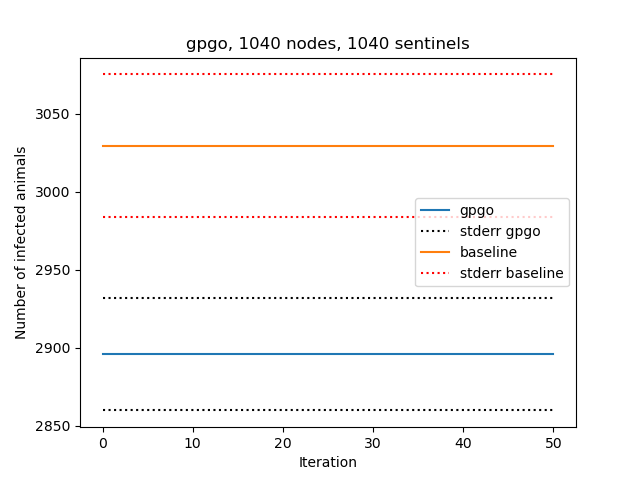 gpgo, 1040 nodes, 1040 sentinels
Number of infected animals
3050
3000
2950
2900
2850
gpgo
stderr gpgo
baseline
stderr baseline
0 10 20 30 40 50
Iteration